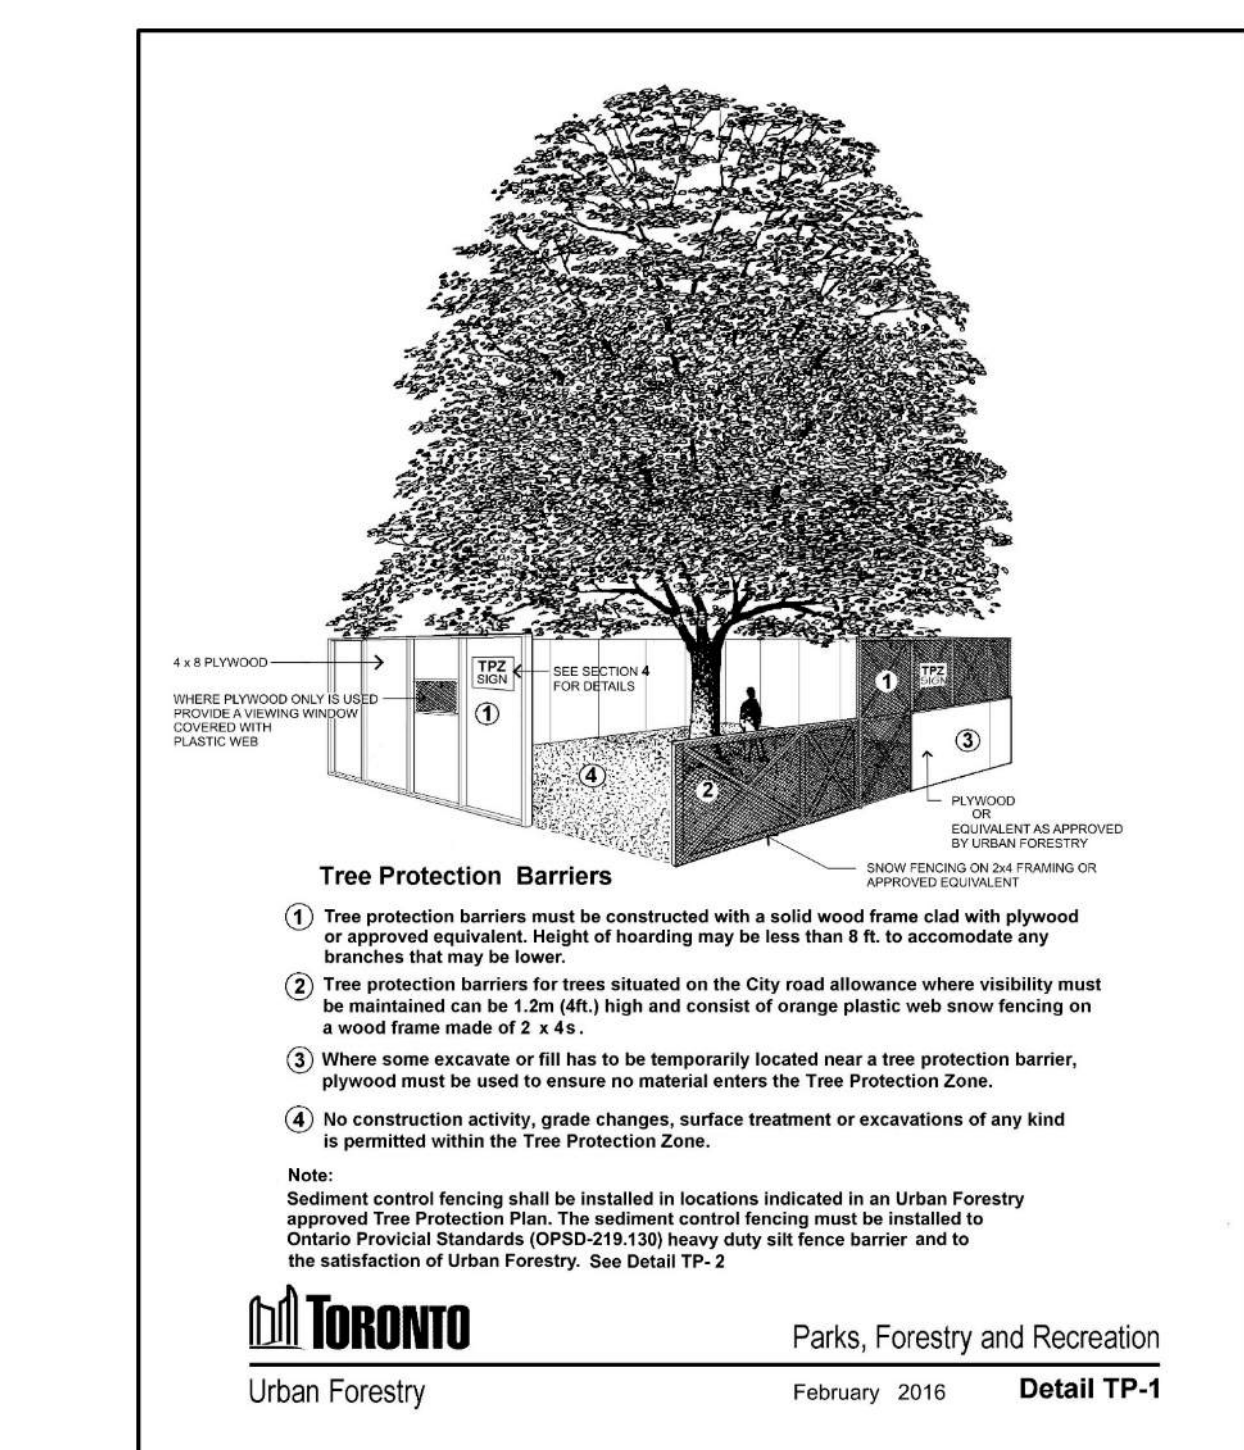 4 x 8 PLYWOOD
WHERE PLYWOOD ONLY IS USED
PROVIDE A VIEWING WINDOW
COVERED WITH
PLASTIC WEB
TPZ
SIGN
SEE SECTION 4
FOR DETAILS
1
4
2
1
TPZ
SIGN
3
PLYWOOD
OR
EQUIVALENT AS APPROVED
BY URBAN FORESTRY
SNOW FENCING ON 2x4 FRAMING OR
APPROVED EQUIVALENT
Tree Protection Barriers
1 Tree protection barriers must be constructed with a solid wood frame clad with plywood
or approved equivalent. Height of hoarding may be less than 8 ft. to accomodate any
branches that may be lower.
2 Tree protection barriers for trees situated on the City road allowance where visibility must
be maintained can be 1.2m (4ft.) high and consist of orange plastic web snow fencing on
a wood frame made of 2 x 4s.
3 Where some excavate or fill has to be temporarily located near a tree protection barrier,
plywood must be used to ensure no material enters the Tree Protection Zone.
4 No construction activity, grade changes, surface treatment or excavations of any kind
is permitted within the Tree Protection Zone.
Note:
Sediment control fencing shall be installed in locations indicated in an Urban Forestry
approved Tree Protection Plan. The sediment control fencing must be installed to
Ontario Provicial Standards (OPSD-219.130) heavy duty silt fence barrier and to
the satisfaction of Urban Forestry. See Detail TP- 2
TORONTO
Parks, Forestry and Recreation
Urban Forestry
February 2016
Detail TP-1